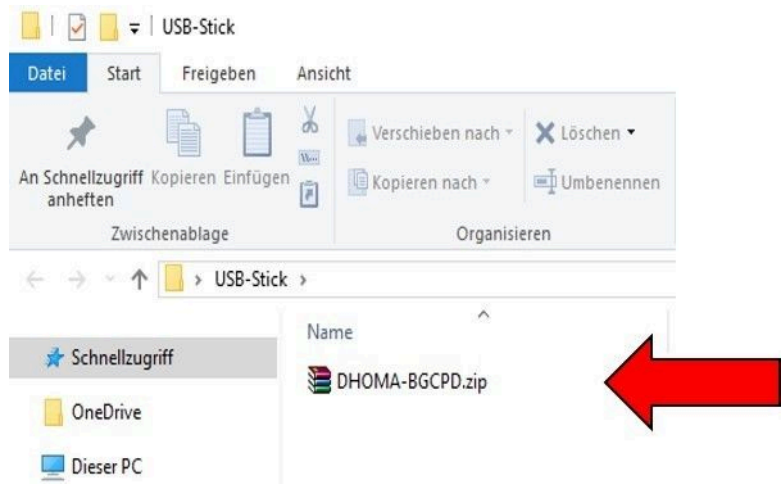 USB-Stick
Datei Start Freigeben Ansicht
An Schnellzugriff anheften
Kopieren Einfügen
Verschieben nach
Kopieren nach
Löschen
Umbenennen
Zwischenablage Organisieren
USB-Stick
Name
Schnellzugriff
DHOMA-BGCPD.zip
OneDrive
Dieser PC